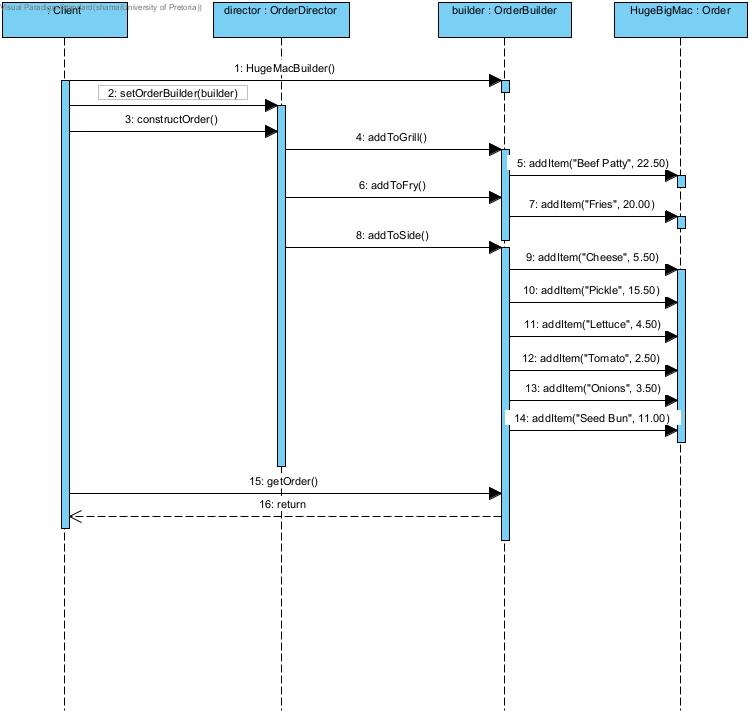 Visual Paradigm Standard(shama(University of Pretoria))
: Client
director : OrderDirector
builder : OrderBuilder
HugeBigMac : Order
1: HugeMacBuilder()
2: setOrderBuilder(builder)
3: constructOrder()
4: addToGrill()
5: addItem("Beef Patty", 22.50)
6: addToFry()
7: addItem("Fries", 20.00)
8: addToSide()
9: addItem("Cheese", 5.50)
10: addItem("Pickle", 15.50)
11: addItem("Lettuce", 4.50)
12: addItem("Tomato", 2.50)
13: addItem("Onions", 3.50)
14: addItem("Seed Bun", 11.00)
15: getOrder()
16: return